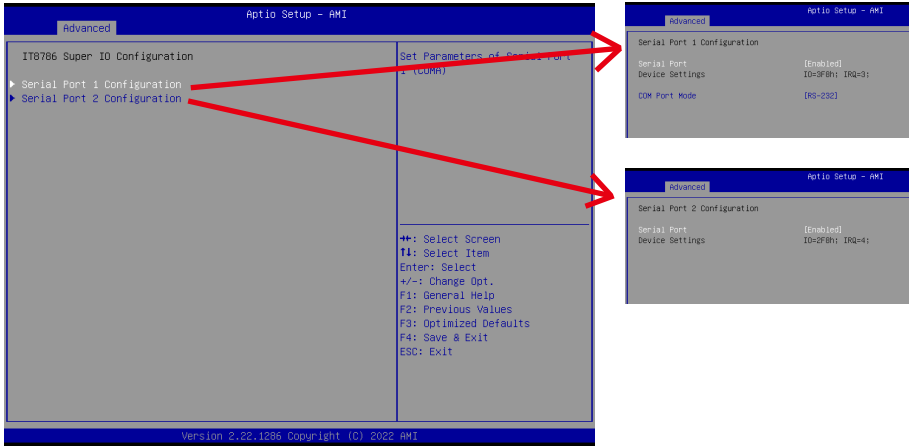 Aptio Setup – AMI
Advanced
IT8786 Super IO Configuration
Serial Port 1 Configuration
Serial Port 2 Configuration
Set Parameters of Serial Port
1 (COMA)
→←: Select Screen
↑↓: Select Item
Enter: Select
+/-: Change Opt.
F1: General Help
F2: Previous Values
F3: Optimized Defaults
F4: Save & Exit
ESC: Exit
Version 2.22.1286 Copyright (C) 2022 AMI
Aptio Setup – AMI
Advanced
Serial Port 1 Configuration
Serial Port [Enabled]
Device Settings IO=3F8h; IRQ=3;
COM Port Mode [RS-232]
Aptio Setup – AMI
Advanced
Serial Port 2 Configuration
Serial Port [Enabled]
Device Settings IO=2F8h; IRQ=4;